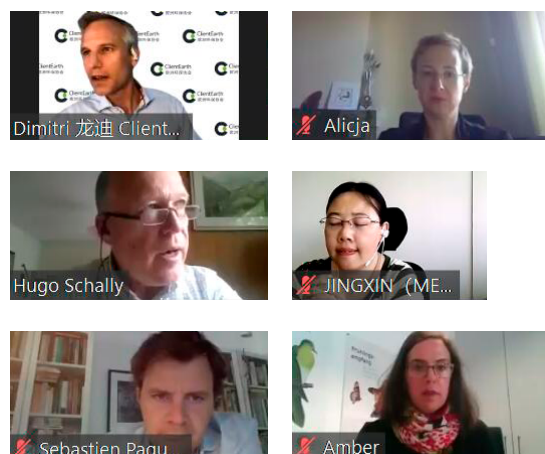 ClientEarth
Dimitri 龙迪 Client...
Alicja
Hugo Schally
JINGXIN（ME...
Sebastien Pagu
Amber